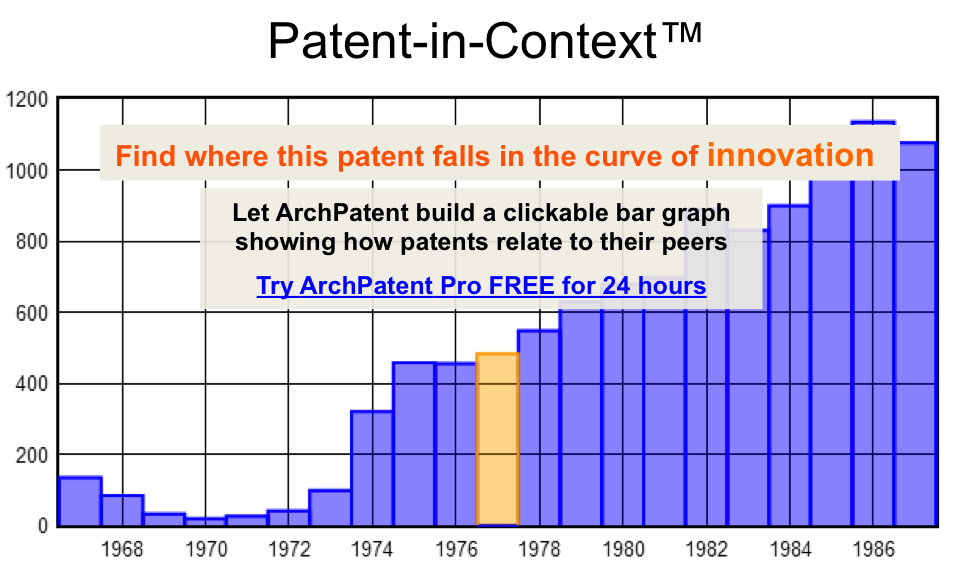 Patent-in-Context™
1200
Find where this patent falls in the curve of innovation
1000
Let ArchPatent build a clickable bar graph
800
showing how patents relate to their peers
Try ArchPatent Pro FREE for 24 hours
600
400
200
0
1968 1970 1972 1974 1976 1978 1980 1982 1984 1986